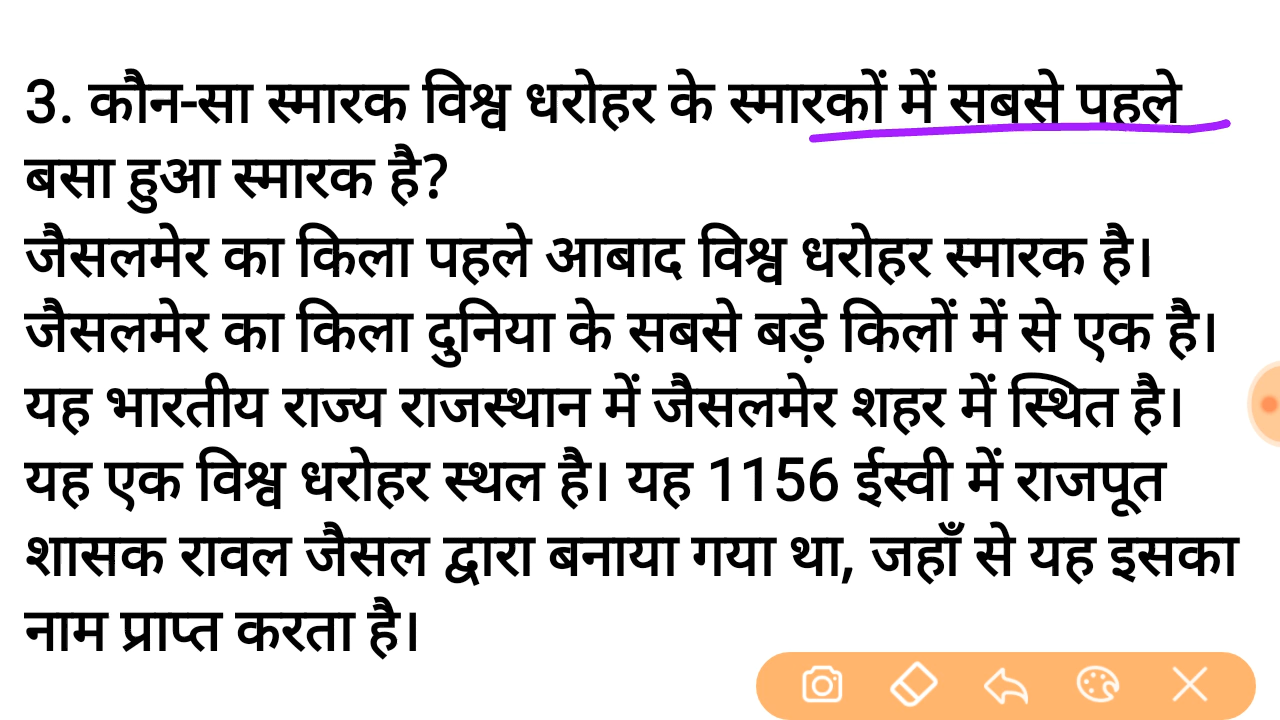 3. कौन-सा स्मारक विश्व धरोहर के स्मारकों में सबसे पहले
बसा हुआ स्मारक है?
जैसलमेर का किला पहले आबाद विश्व धरोहर स्मारक है।
जैसलमेर का किला दुनिया के सबसे बड़े किलों में से एक है।
यह भारतीय राज्य राजस्थान में जैसलमेर शहर में स्थित है।
यह एक विश्व धरोहर स्थल है। यह 1156 ईस्वी में राजपूत
शासक रावल जैसल द्वारा बनाया गया था, जहाँ से यह इसका
नाम प्राप्त करता है।